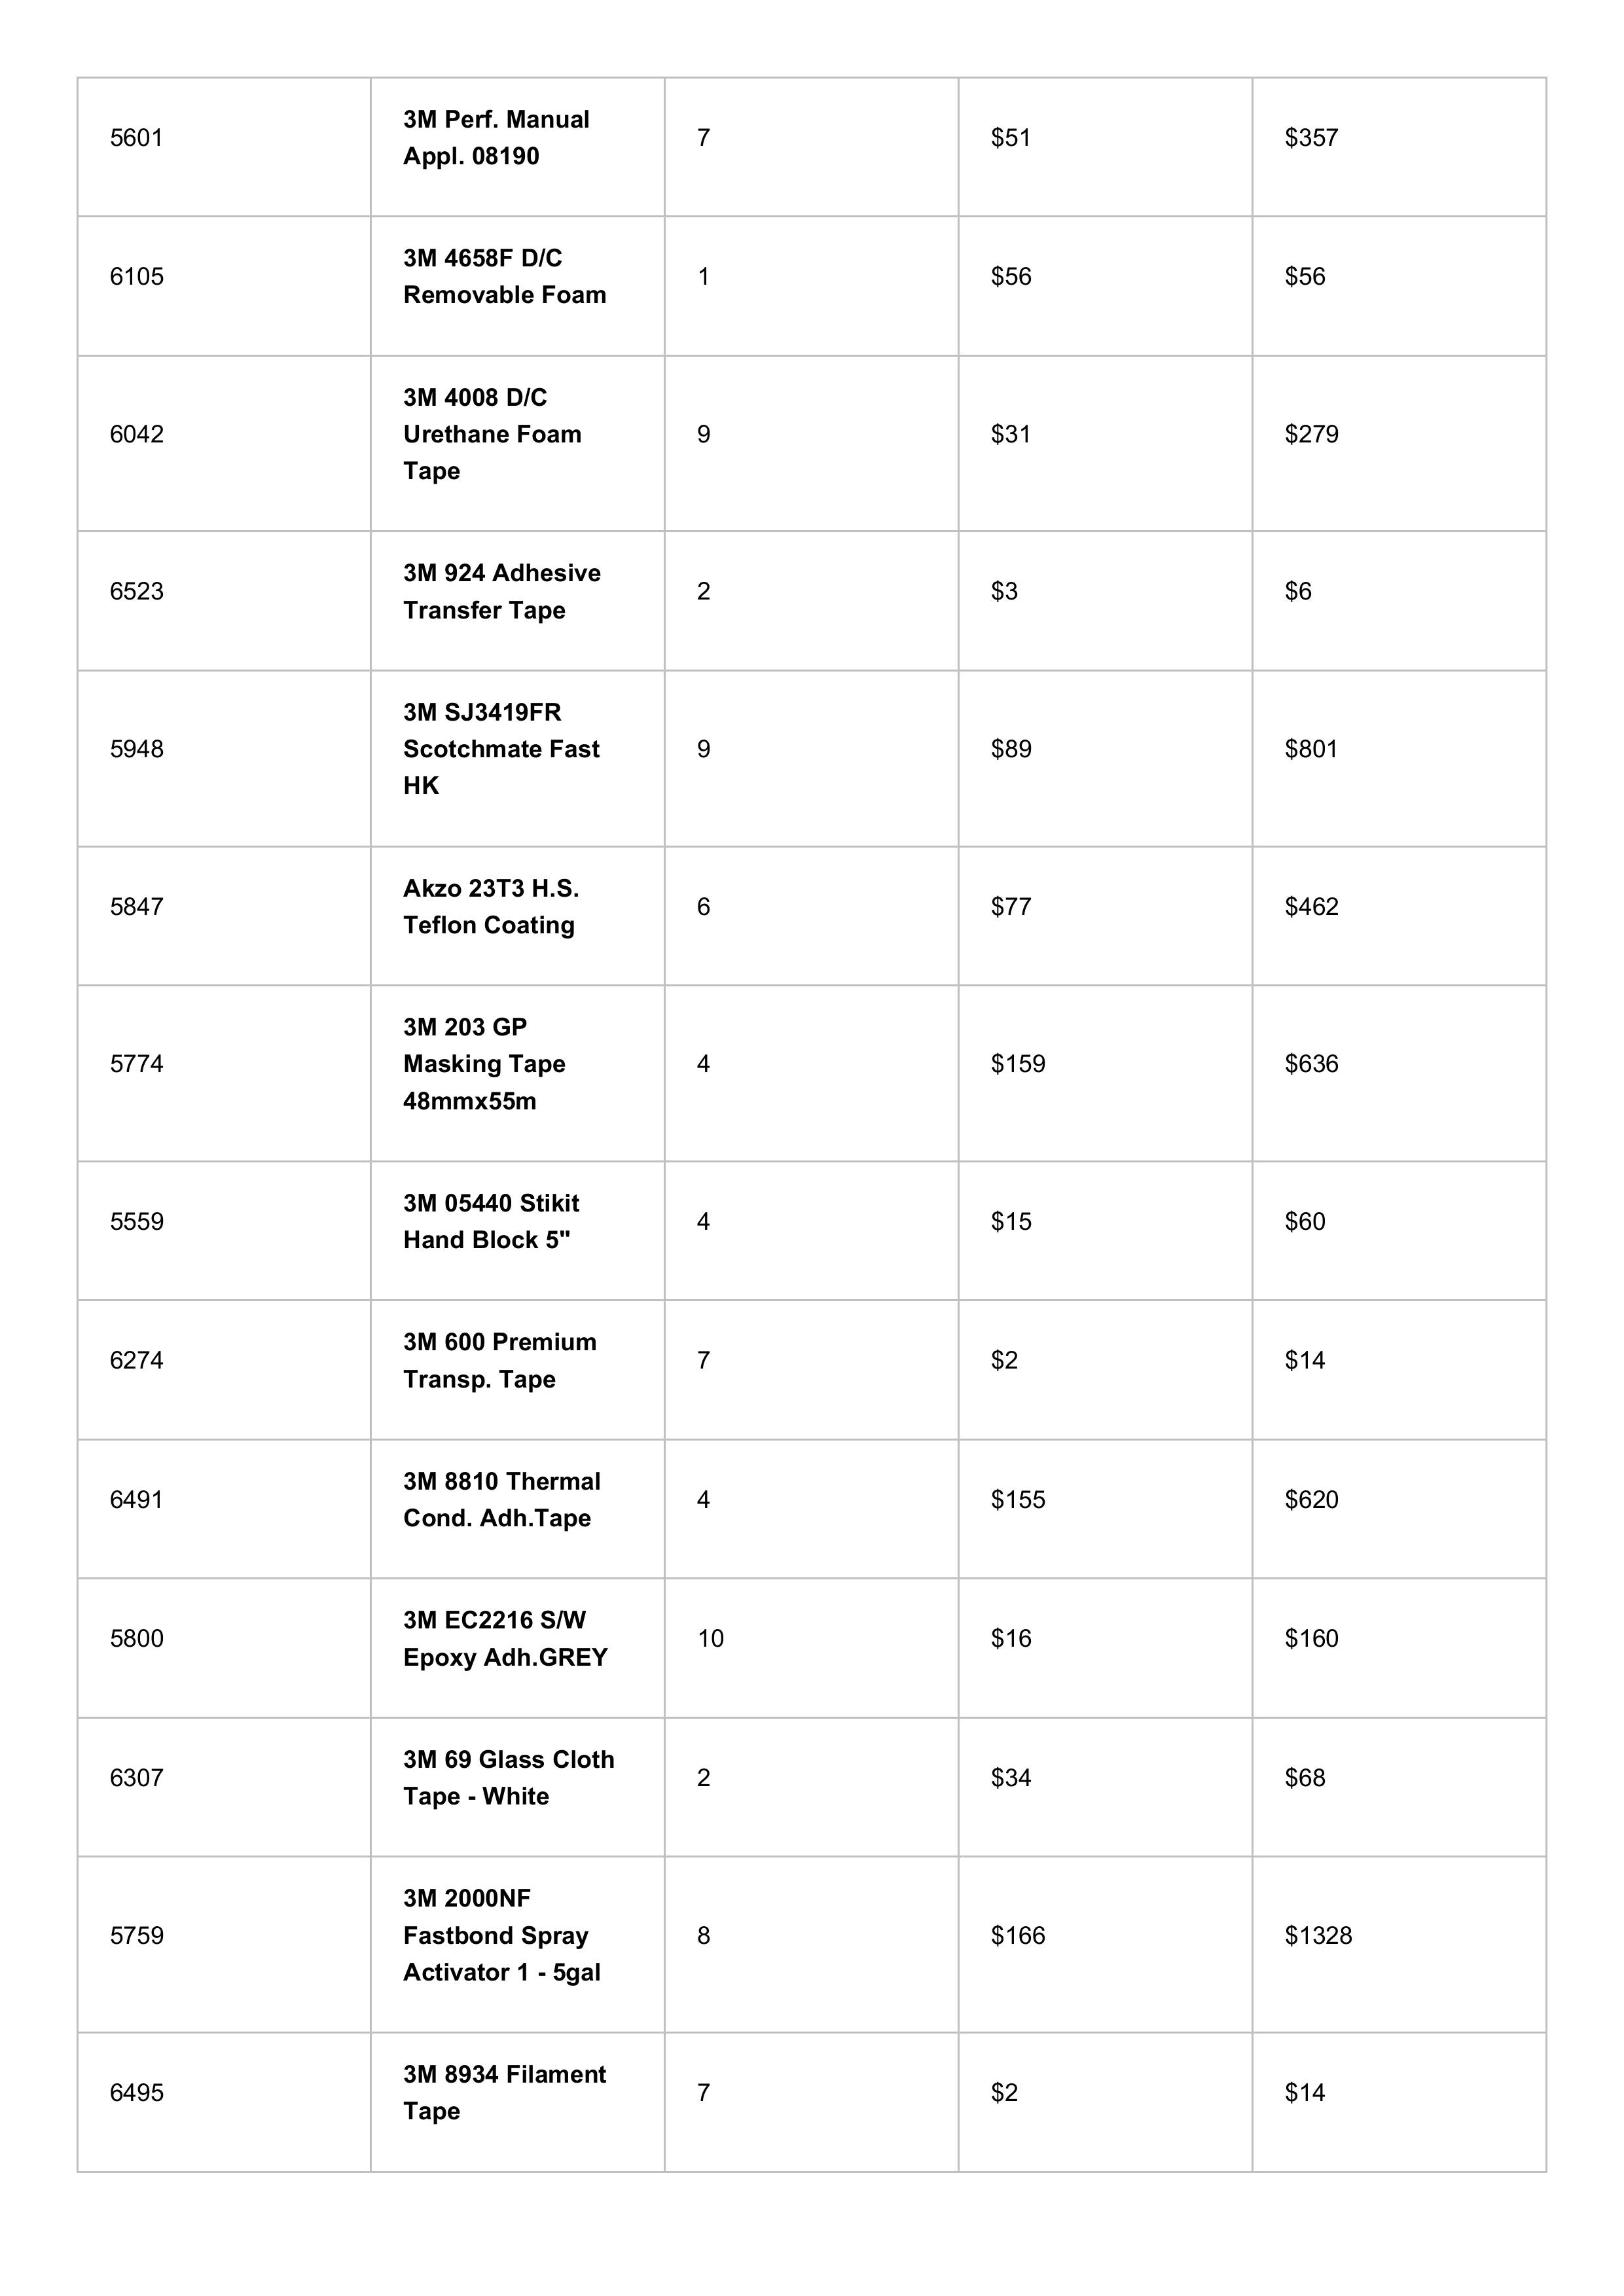 5601
3M Perf. Manual
Appl. 08190
7
$51
$357
6105
3M 4658F D/C
Removable Foam
1
$56
$56
6042
3M 4008 D/C
Urethane Foam
Tape
9
$31
$279
6523
3M 924 Adhesive
Transfer Tape
2
$3
$6
5948
3M SJ3419FR
Scotchmate Fast
HK
9
$89
$801
5847
Akzo 23T3 H.S.
Teflon Coating
6
$77
$462
5774
3M 203 GP
Masking Tape
48mmx55m
4
$159
$636
5559
3M 05440 Stikit
Hand Block 5"
4
$15
$60
6274
3M 600 Premium
Transp. Tape
7
$2
$14
6491
3M 8810 Thermal
Cond. Adh.Tape
4
$155
$620
5800
3M EC2216 S/W
Epoxy Adh.GREY
10
$16
$160
6307
3M 69 Glass Cloth
Tape - White
2
$34
$68
5759
3M 2000NF
Fastbond Spray
Activator 1 - 5gal
8
$166
$1328
6495
3M 8934 Filament
Tape
7
$2
$14